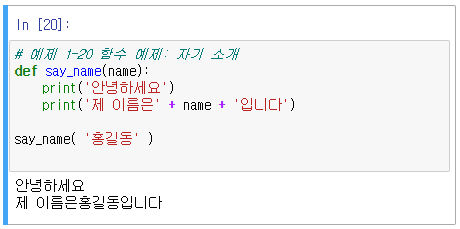 In [20]:
# 예제 1-20 함수 예제: 자기 소개
def say_name(name):
    print('안녕하세요')
    print('제 이름은' + name + '입니다')
say_name( '홍길동' )
안녕하세요
제 이름은홍길동입니다